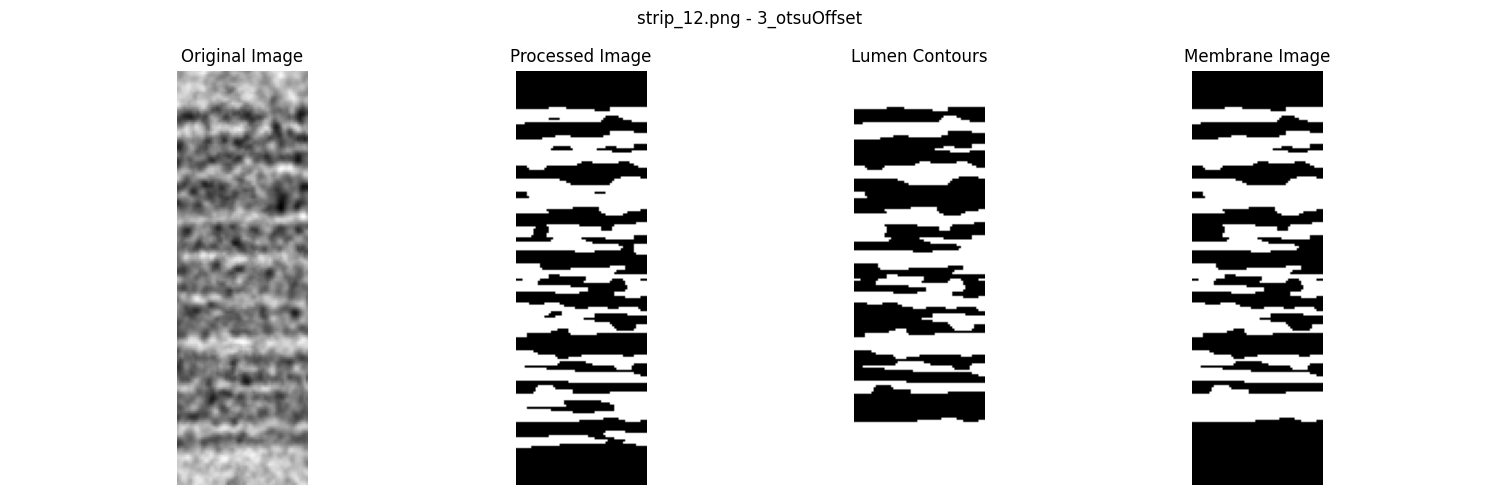 strip_12.png - 3_otsuOffset
Original Image
Processed Image
Lumen Contours
Membrane Image